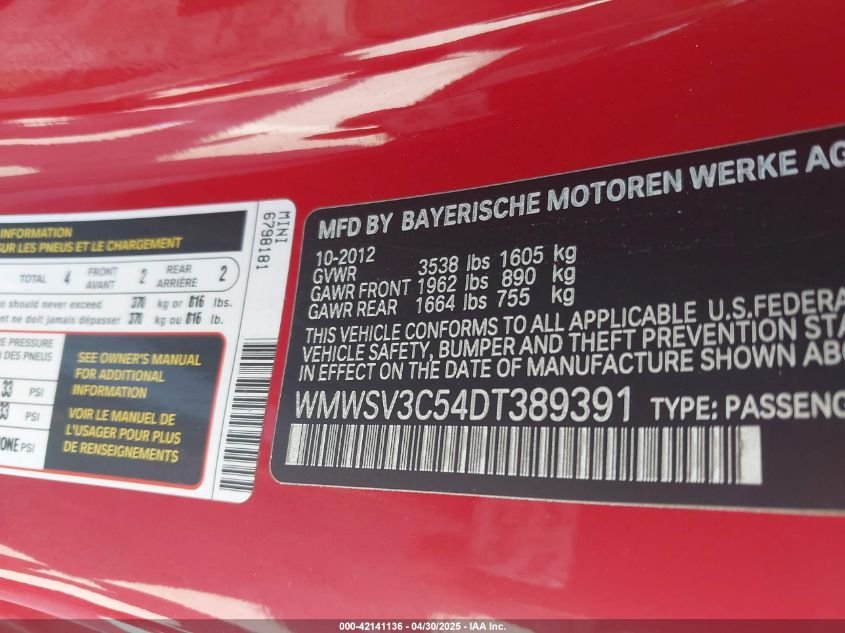 INFORMATION
SUR LES PNEUS ET LE CHARGEMENT
TOTAL 4 FRONT AVANT 2 REAR ARRIÈRE 2
should never exceed 370 kg or 816 lbs.
ne doit jamais dépasser 370 kg ou 816 lb.
PRESSURE
DES PNEUS
33 PSI
33 PSI
PSI
SEE OWNER'S MANUAL
FOR ADDITIONAL
INFORMATION
VOIR LE MANUEL DE
L'USAGER POUR PLUS
DE RENSEIGNEMENTS
MINI
6798181
MFD BY BAYERISCHE MOTOREN WERKE AG
10-2012
GVWR 3538 lbs 1605 kg
GAWR FRONT 1962 lbs 890 kg
GAWR REAR 1664 lbs 755 kg
THIS VEHICLE CONFORMS TO ALL APPLICABLE U.S.FEDERA
VEHICLE SAFETY, BUMPER AND THEFT PREVENTION STA
IN EFFECT ON THE DATE OF MANUFACTURE SHOWN ABO
WMWSV3C54DT389391 TYPE: PASSENG
000-42141136 - 04/30/2025 - IAA Inc.